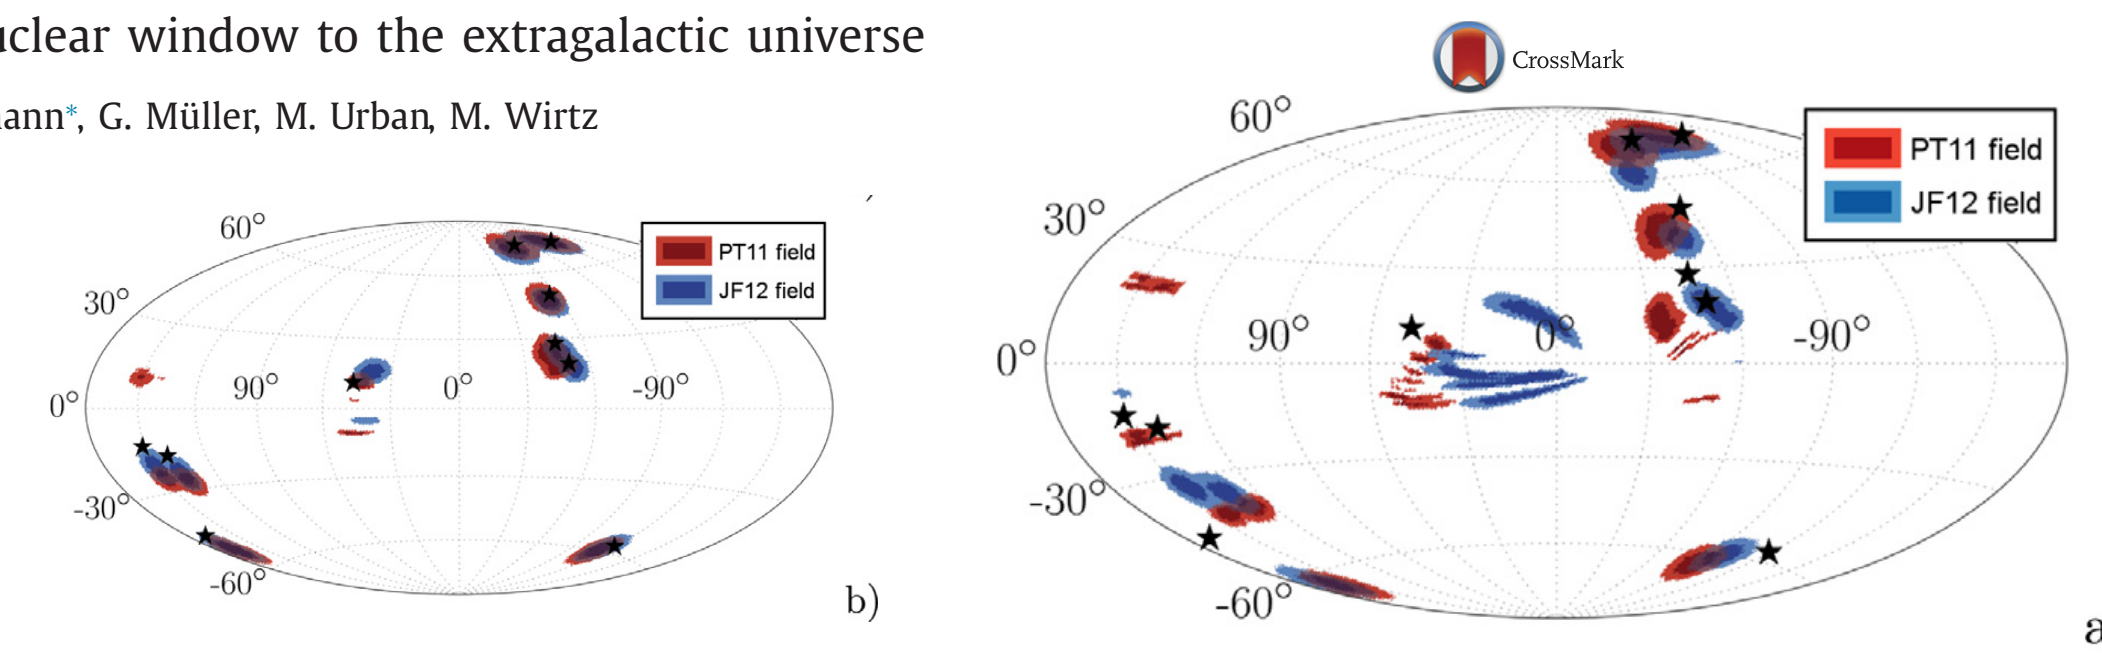 uclear window to the extragalactic universe
ann*, G. Müller, M. Urban, M. Wirtz
CrossMark
60°
30°
90°
0°
-90°
0°
-30°
-60°
PT11 field
JF12 field
b)
60°
30°
90°
0°
-90°
0°
-30°
-60°
PT11 field
JF12 field
a